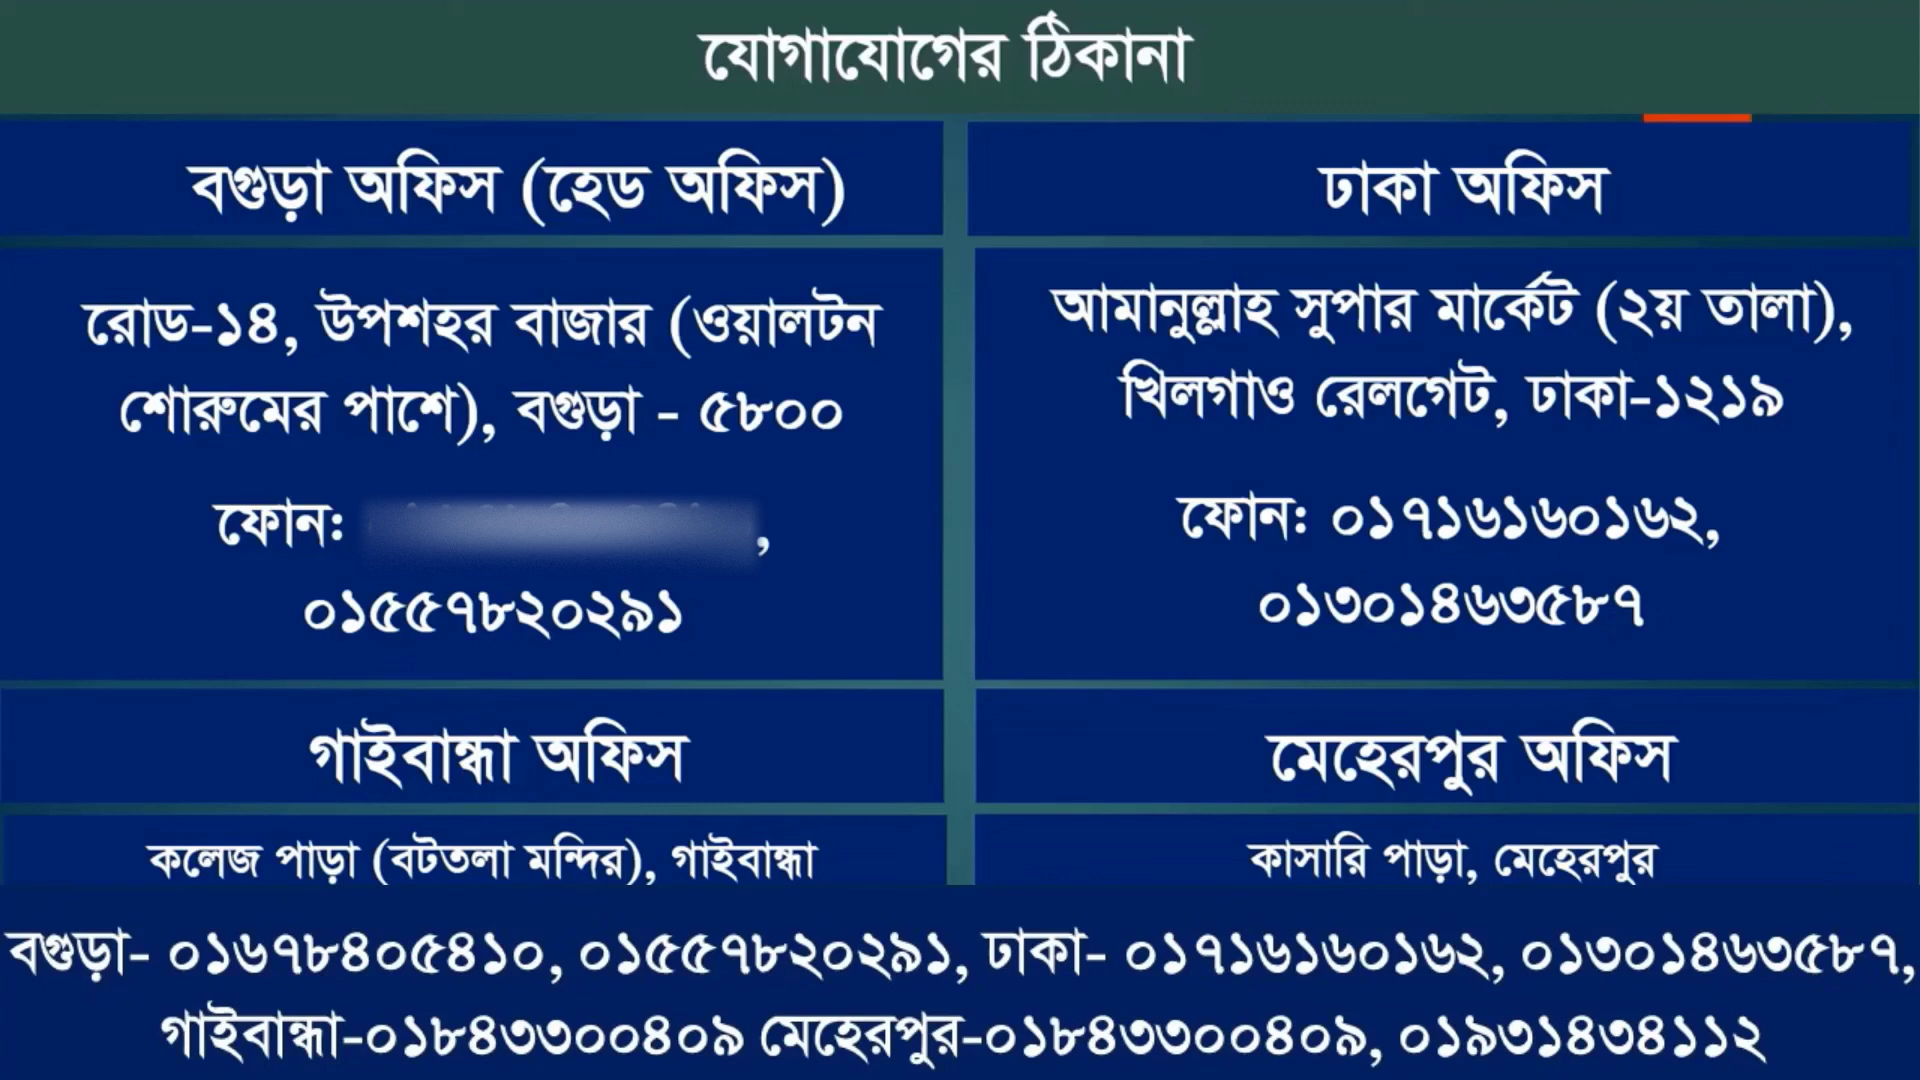 যোগাযোগের ঠিকানা
বগুড়া অফিস (হেড অফিস)
রোড-১৪, উপশহর বাজার (ওয়ালটন
শোরুমের পাশে), বগুড়া - ৫৮০০
ফোনঃ ,
০১৫৫৭৮২০২৯১
ঢাকা অফিস
আমানুল্লাহ সুপার মার্কেট (২য় তালা),
খিলগাও রেলগেট, ঢাকা-১২১৯
ফোনঃ ০১৭১৬১৬০১৬২,
০১৩০১৪৬৩৫৮৭
গাইবান্ধা অফিস
কলেজ পাড়া (বটতলা মন্দির), গাইবান্ধা
মেহেরপুর অফিস
কাসারি পাড়া, মেহেরপুর
বগুড়া- ০১৬৭৮৪০৫৪১০, ০১৫৫৭৮২০২৯১, ঢাকা- ০১৭১৬১৬০১৬২, ০১৩০১৪৬৩৫৮৭,
গাইবান্ধা-০১৮৪৩৩০০৪০৯ মেহেরপুর-০১৮৪৩৩০০৪০৯, ০১৯৩১৪৩৪১১২